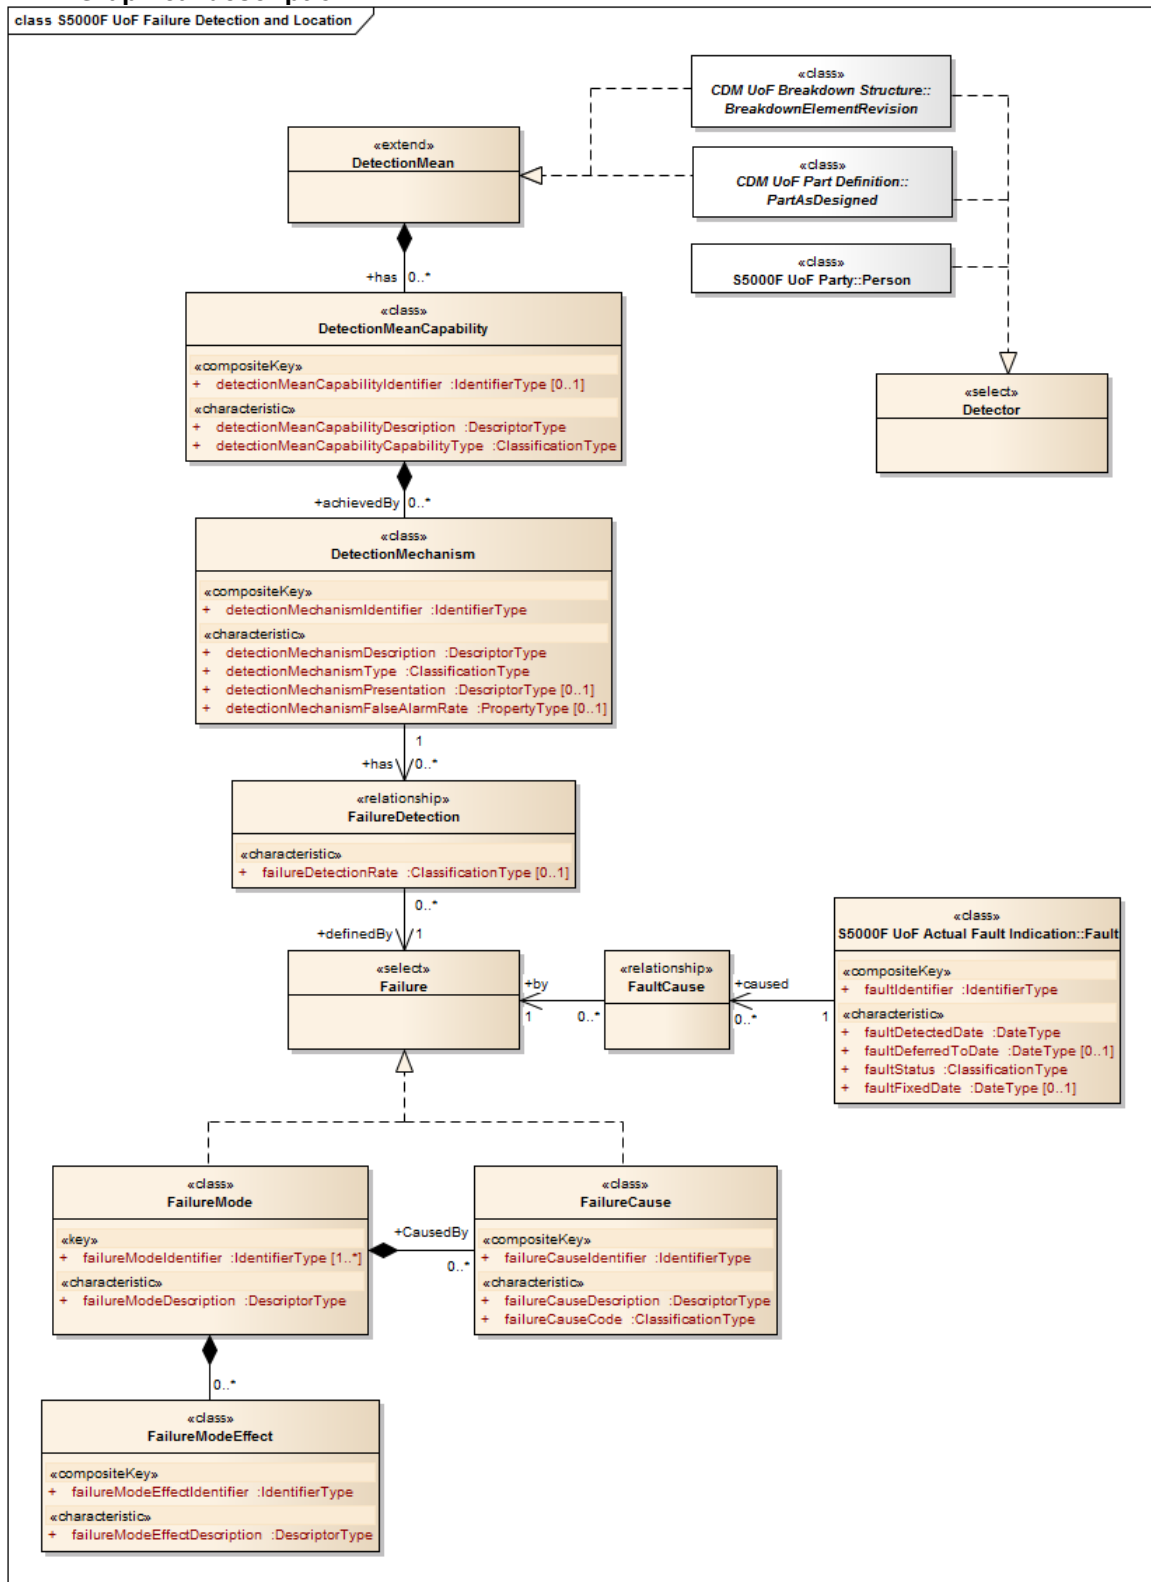 class S5000F UoF Failure Detection and Location
«class»
CDM UoF Breakdown Structure::
BreakdownElementRevision
«extend»
DetectionMean
«class»
CDM UoF Part Definition::
PartAsDesigned
«class»
S5000F UoF Party::Person
+has 0..*
«class»
DetectionMeanCapability
«compositeKey»
+ detectionMeanCapabilityIdentifier :IdentifierType [0..1]
«characteristic»
+ detectionMeanCapabilityDescription :DescriptorType
+ detectionMeanCapabilityCapabilityType :ClassificationType
«select»
Detector
+achievedBy 0..*
«class»
DetectionMechanism
«compositeKey»
+ detectionMechanismIdentifier :IdentifierType
«characteristic»
+ detectionMechanismDescription :DescriptorType
+ detectionMechanismType :ClassificationType
+ detectionMechanismPresentation :DescriptorType [0..1]
+ detectionMechanismFalseAlarmRate :PropertyType [0..1]
1
+has 0..*
«relationship»
FailureDetection
«characteristic»
+ failureDetectionRate :ClassificationType [0..1]
0..*
+definedBy 1
«select»
Failure
+by
1
0..*
«relationship»
FaultCause
+caused
0..*
1
«class»
S5000F UoF Actual Fault Indication::Fault
«compositeKey»
+ faultIdentifier :IdentifierType
«characteristic»
+ faultDetectedDate :DateType
+ faultDeferredToDate :DateType [0..1]
+ faultStatus :ClassificationType
+ faultFixedDate :DateType [0..1]
«class»
FailureMode
«key»
+ failureModeIdentifier :IdentifierType [1..*]
«characteristic»
+ failureModeDescription :DescriptorType
+CausedBy
0..*
«class»
FailureCause
«compositeKey»
+ failureCauseIdentifier :IdentifierType
«characteristic»
+ failureCauseDescription :DescriptorType
+ failureCauseCode :ClassificationType
0..*
«class»
FailureModeEffect
«compositeKey»
+ failureModeEffectIdentifier :IdentifierType
«characteristic»
+ failureModeEffectDescription :DescriptorType